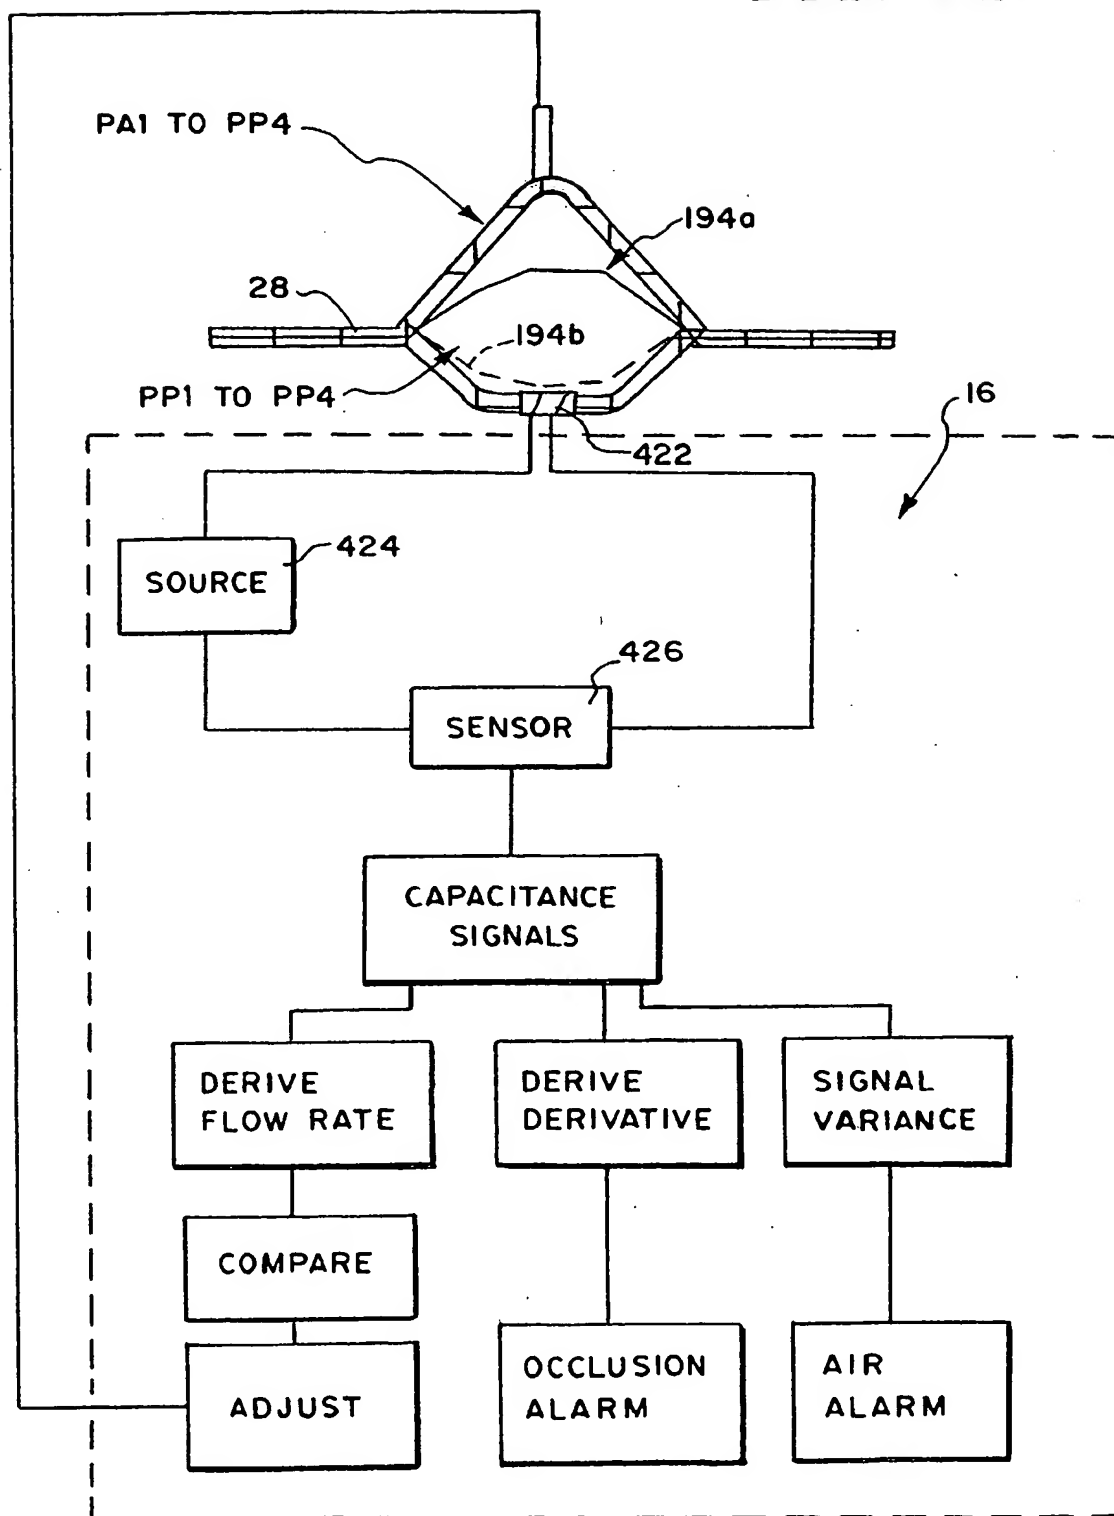 PA1 TO PP4
194a
28
194b
PP1 TO PP4
16
422
424
SOURCE
426
SENSOR
CAPACITANCE
SIGNALS
DERIVE
FLOW RATE
DERIVE
DERIVATIVE
SIGNAL
VARIANCE
COMPARE
ADJUST
OCCLUSION
ALARM
AIR
ALARM